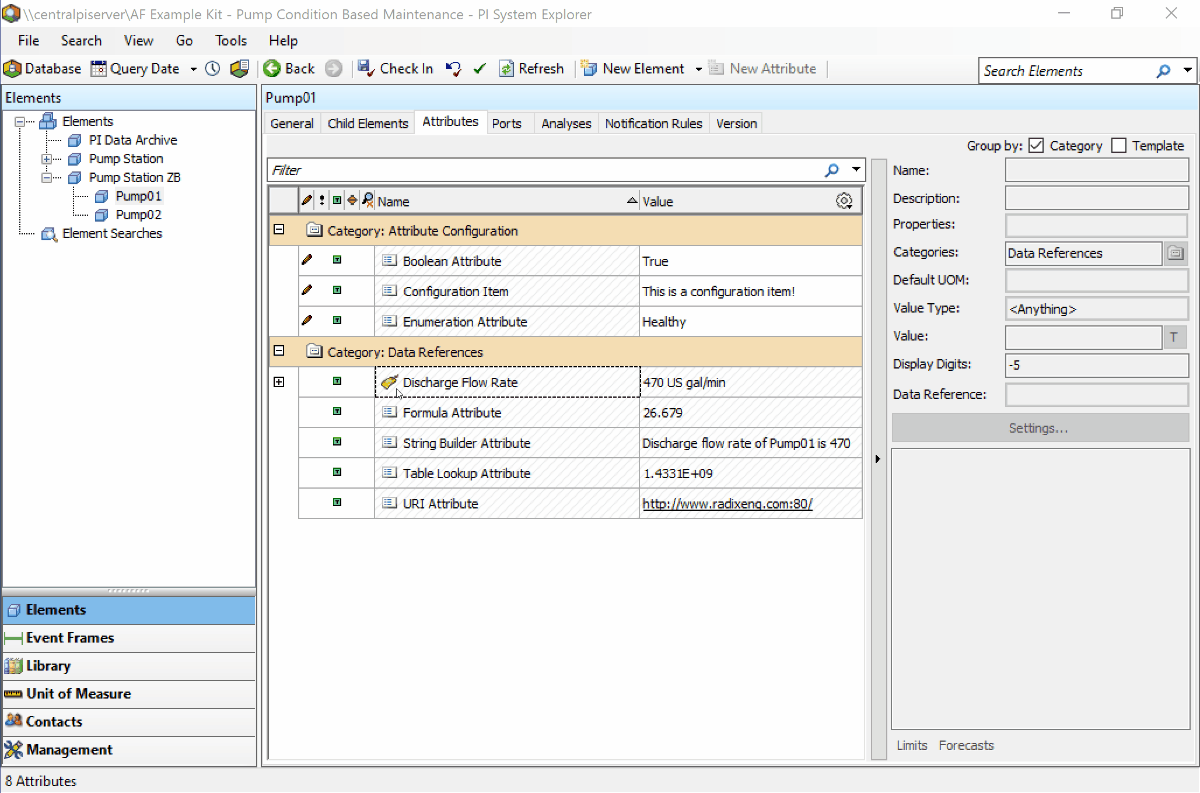 \\centralpiserver\AF Example Kit - Pump Condition Based Maintenance - PI System Explorer
File Search View Go Tools Help
Database Query Date Back Check In Refresh New Element New Attribute
Search Elements
Elements
Elements
PI Data Archive
Pump Station
Pump Station ZB
Pump01
Pump02
Element Searches
Elements
Event Frames
Library
Unit of Measure
Contacts
Management
Pump01
General Child Elements Attributes Ports Analyses Notification Rules Version
Group by: Category Template
Filter
Name Value
Category: Attribute Configuration
Boolean Attribute True
Configuration Item This is a configuration item!
Enumeration Attribute Healthy
Category: Data References
Discharge Flow Rate 470 US gal/min
Formula Attribute 26.679
String Builder Attribute Discharge flow rate of Pump01 is 470
Table Lookup Attribute 1.4331E+09
URI Attribute http://www.radixeng.com:80/
Name:
Description:
Properties:
Categories: Data References
Default UOM:
Value Type: <Anything>
Value: T
Display Digits: -5
Data Reference:
Settings...
Limits Forecasts
8 Attributes